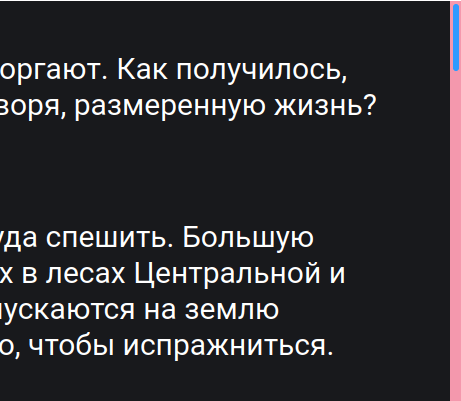 оргают. Как получилось,
воря, размеренную жизнь?
уда спешить. Большую
х в лесах Центральной и
пускаются на землю
о, чтобы испражниться.